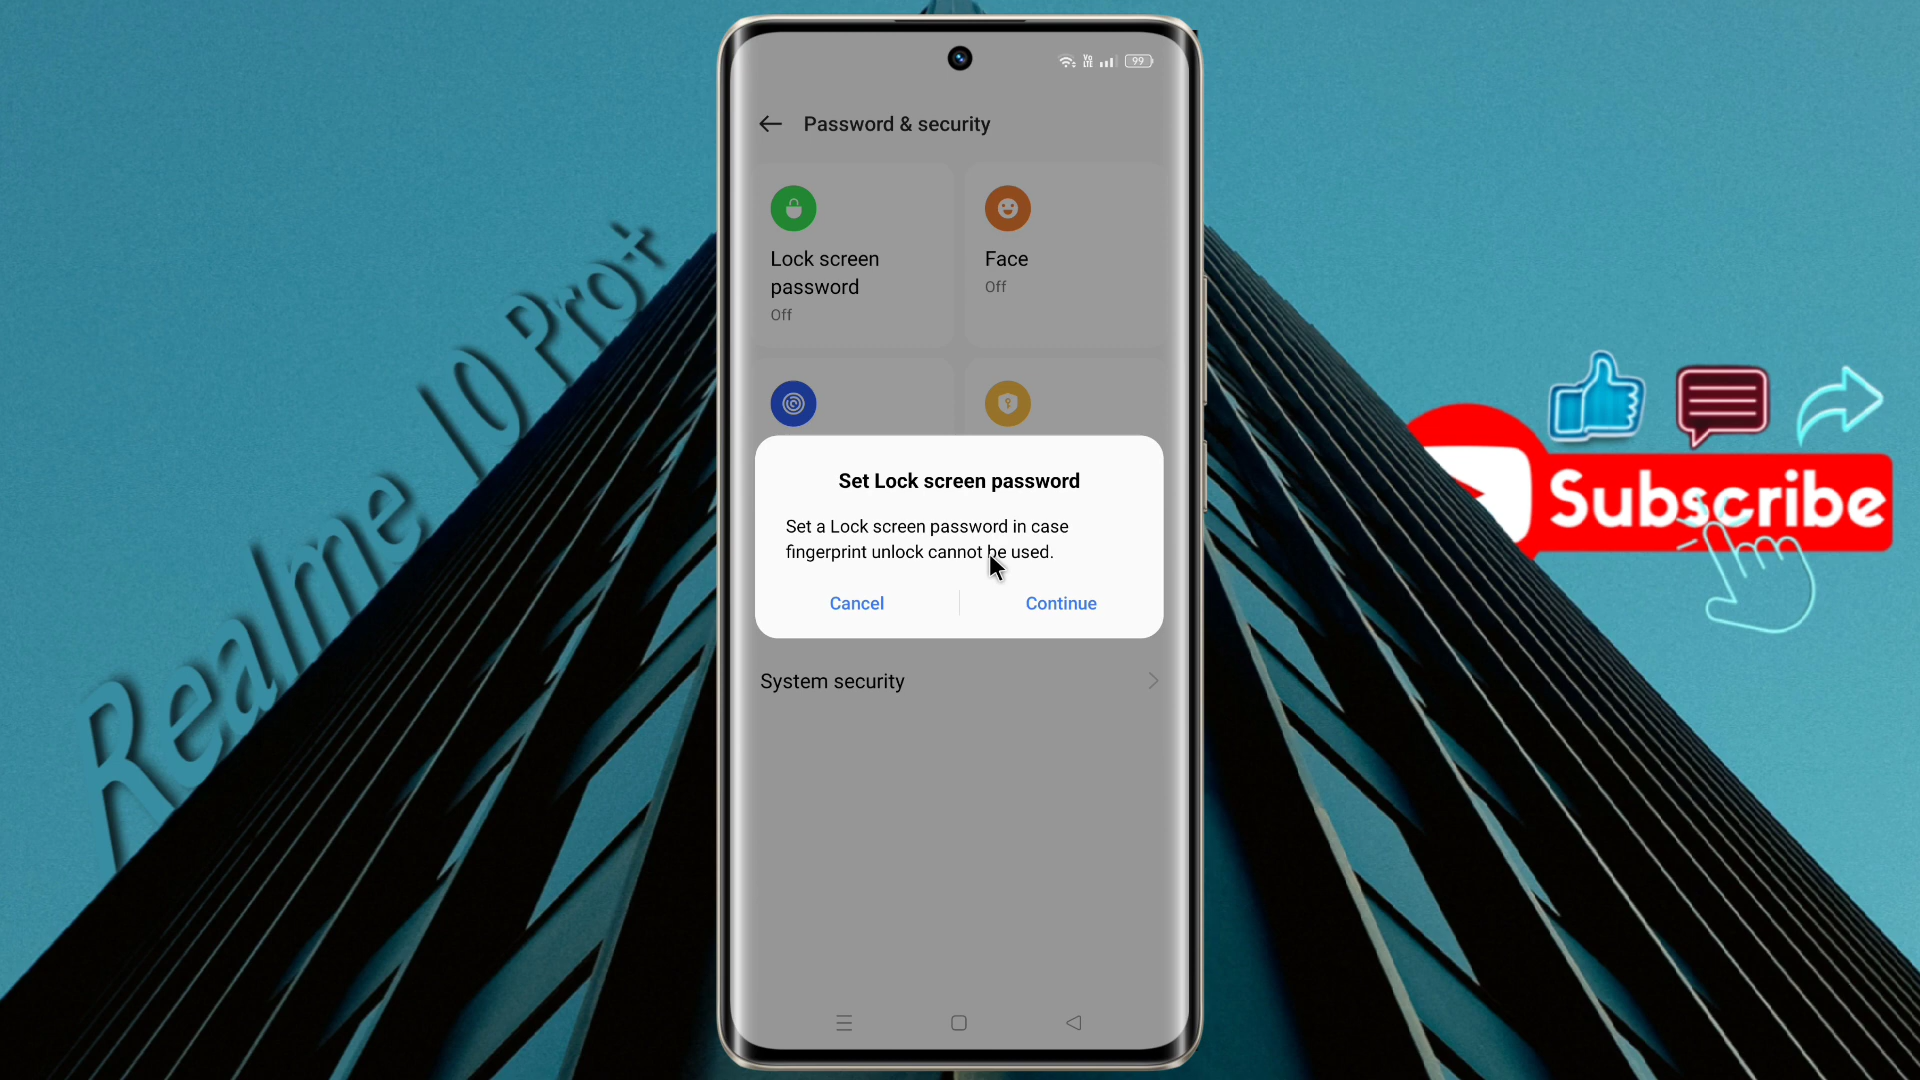 99
Password & security
Lock screen
password
Off
Face
Off
Set Lock screen password
Set a Lock screen password in case
fingerprint unlock cannot be used.
Cancel
Continue
System security
Realme 10 Pro+
Subscribe